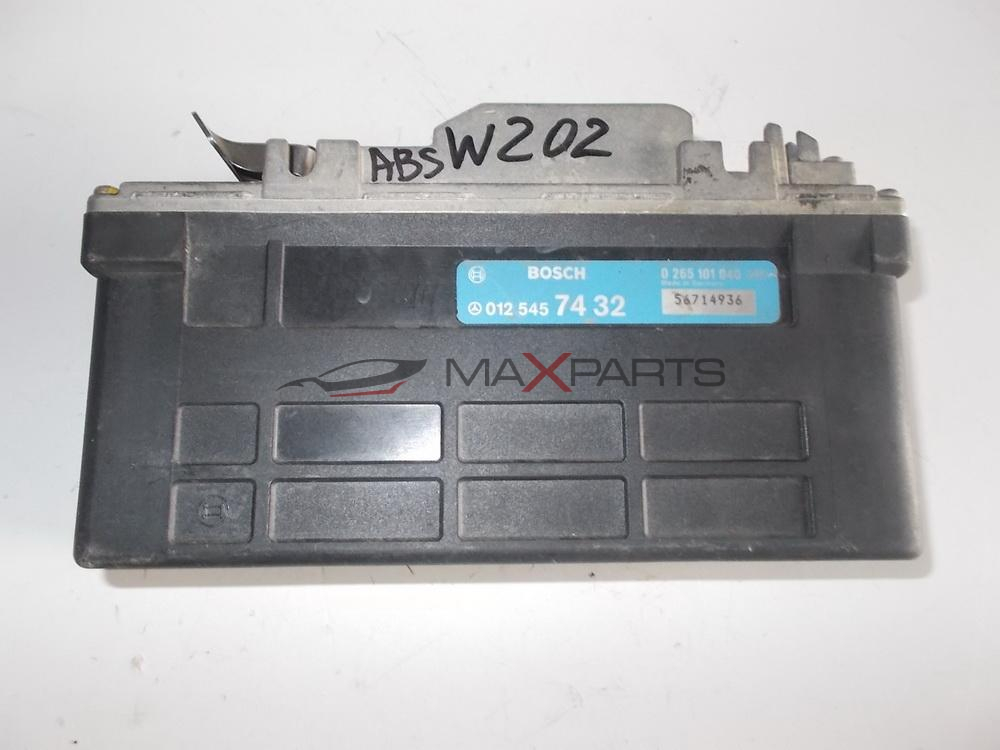 ABS W202
BOSCH
0 265 101 040
Made in Germany
012 545 74 32
56714936
MAXPARTS